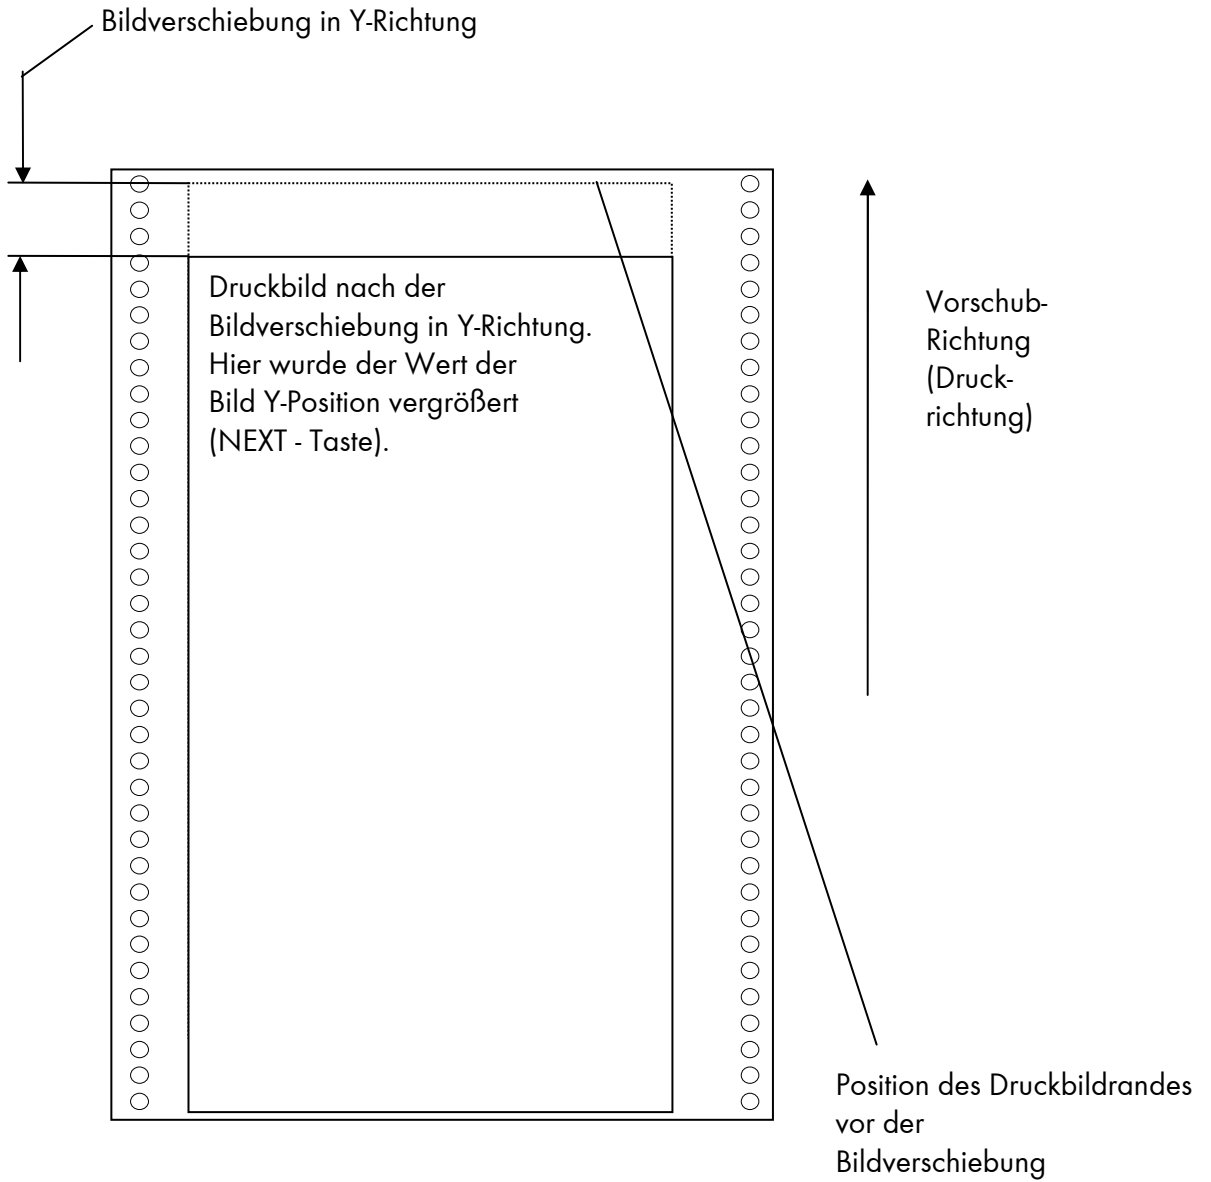 Bildverschiebung in Y-Richtung
Druckbild nach der
Bildverschiebung in Y-Richtung.
Hier wurde der Wert der
Bild Y-Position vergrößert
(NEXT - Taste).
Vorschub-
Richtung
(Druck-
richtung)
Position des Druckbildrandes
vor der
Bildverschiebung